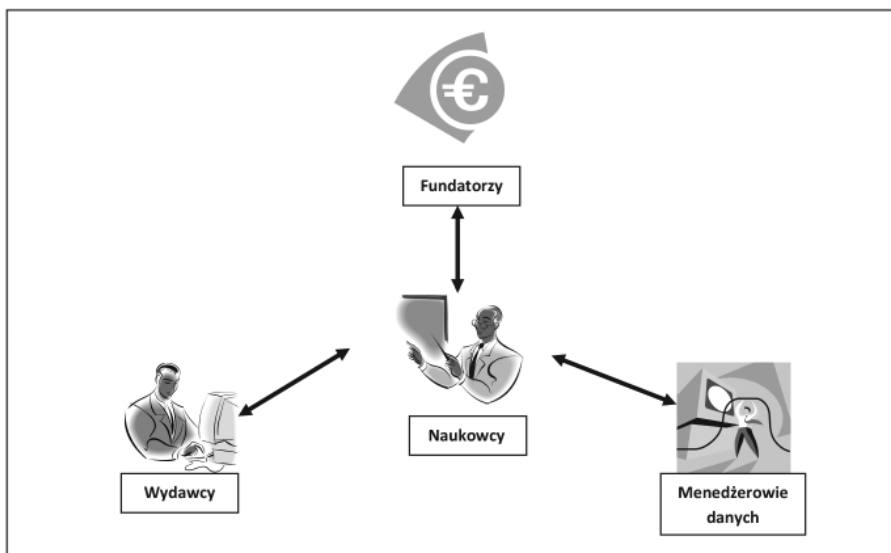 Fundatorzy
Naukowcy
Wydawcy
Menedżerowie
danych